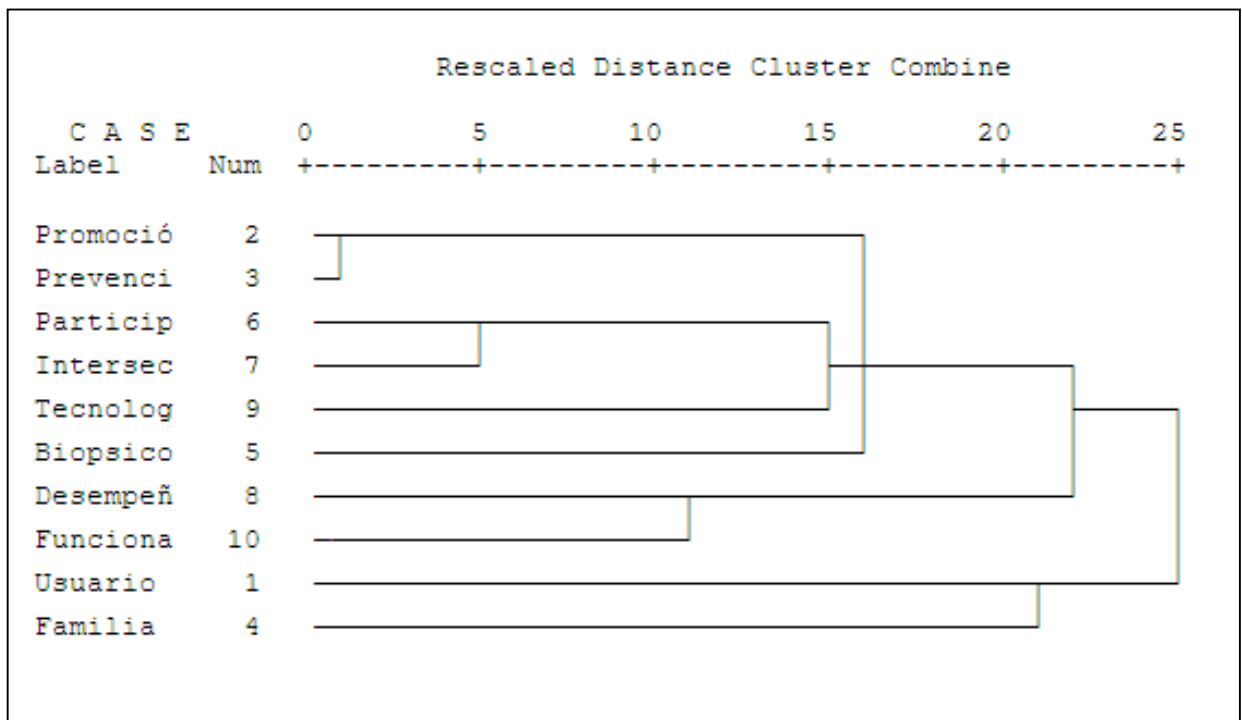 Rescaled Distance Cluster Combine
C A S E 0 5 10 15 20 25
Label Num +---------+---------+---------+---------+---------+
Promoció 2
Prevenci 3
Particip 6
Intersec 7
Tecnolog 9
Biopsico 5
Desempeñ 8
Funciona 10
Usuario 1
Familia 4